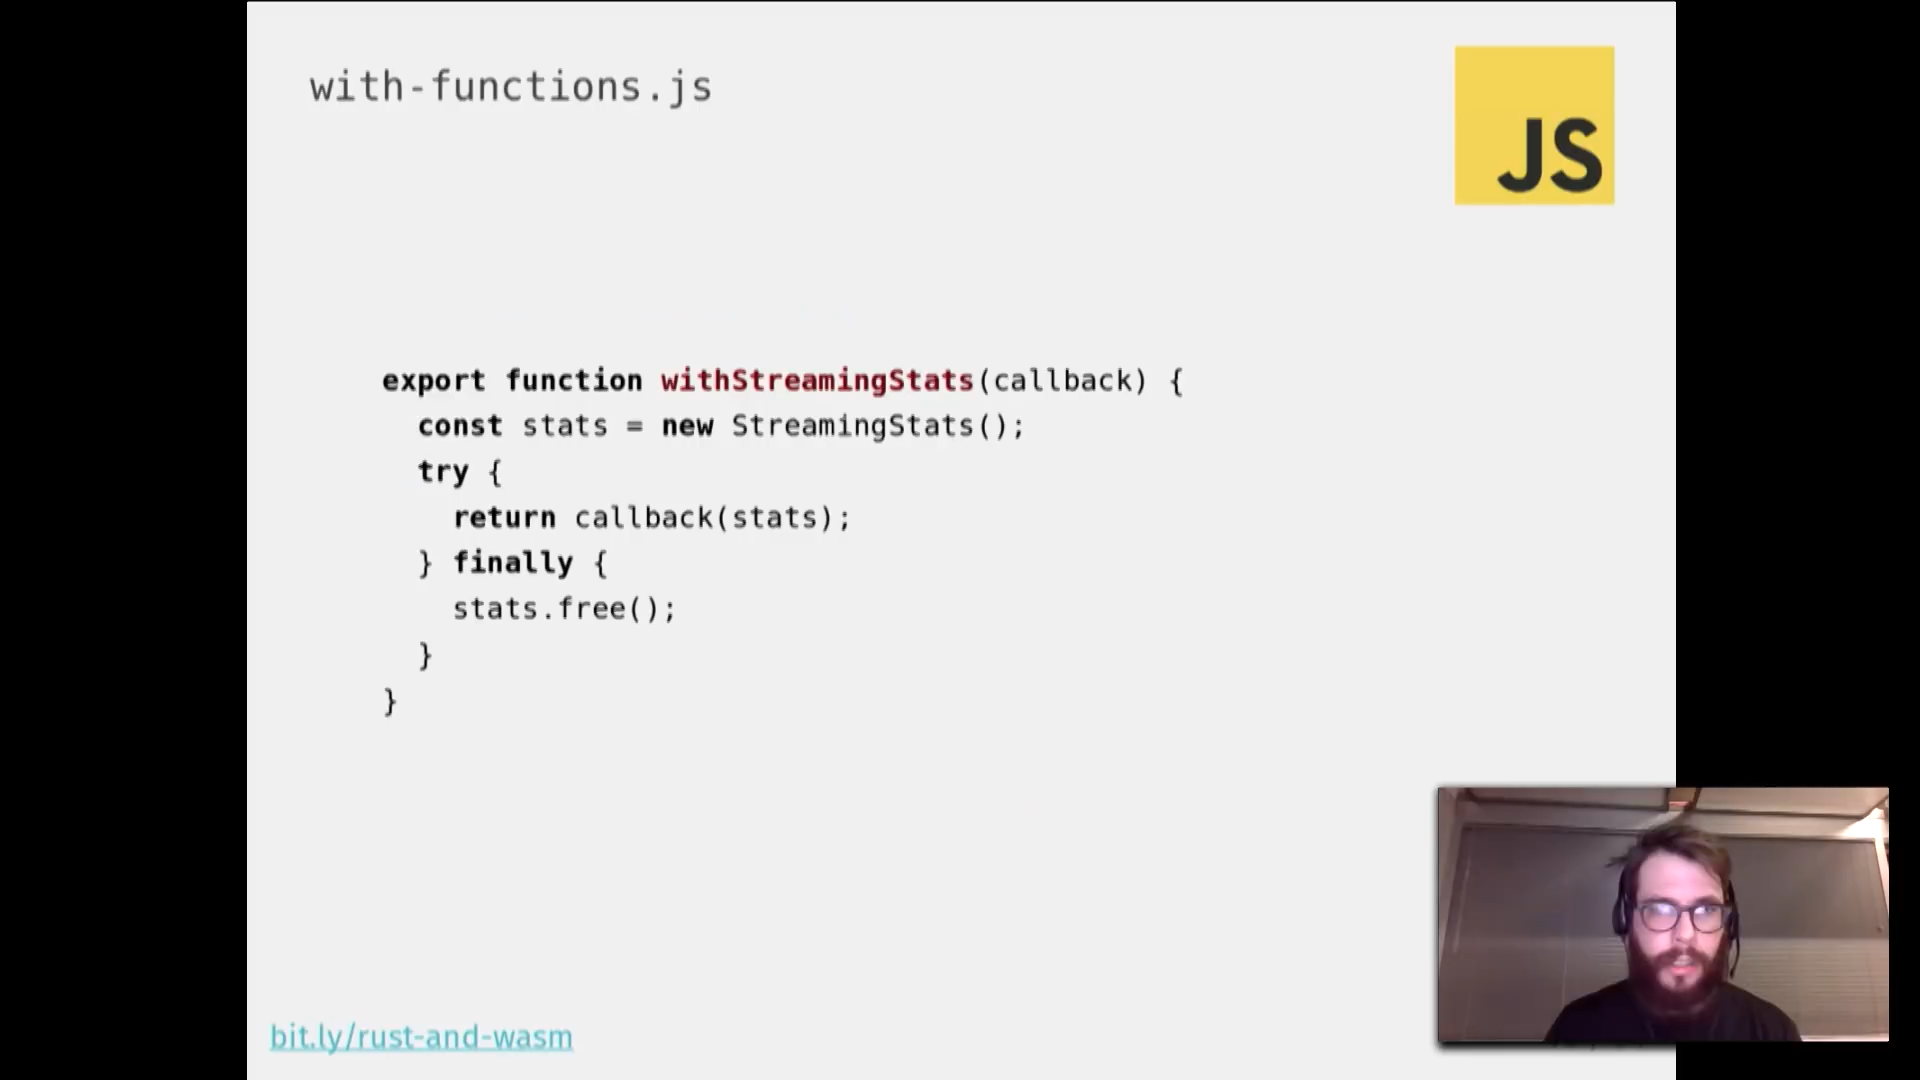 with-functions.js
JS
export function withStreamingStats(callback) {
const stats = new StreamingStats();
try {
return callback(stats);
} finally {
stats.free();
}
}
bit.ly/rust-and-wasm